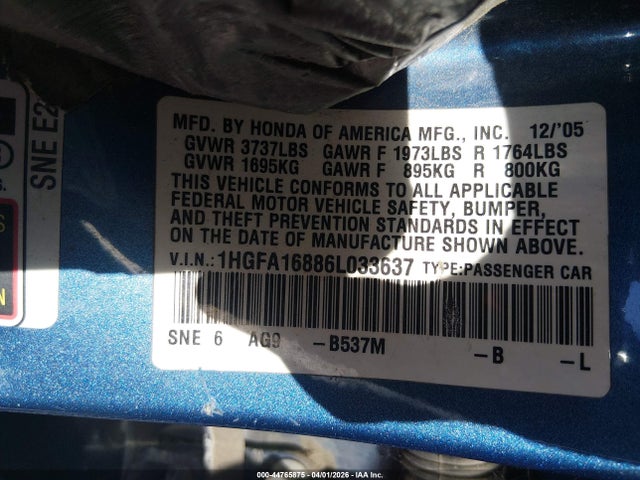 MFD. BY HONDA OF AMERICA MFG., INC. 12/'05
GVWR 3737LBS GAWR F 1973LBS R 1764LBS
GVWR 1695KG GAWR F 895KG R 800KG
THIS VEHICLE CONFORMS TO ALL APPLICABLE
FEDERAL MOTOR VEHICLE SAFETY, BUMPER,
AND THEFT PREVENTION STANDARDS IN EFFECT
ON THE DATE OF MANUFACTURE SHOWN ABOVE.
V.I.N.: 1HGFA16886L033637 TYPE:PASSENGER CAR
SNE 6 AG9 -B537M -B -L
SNE E2
000-44765875 - 04/01/2026 - IAA Inc.